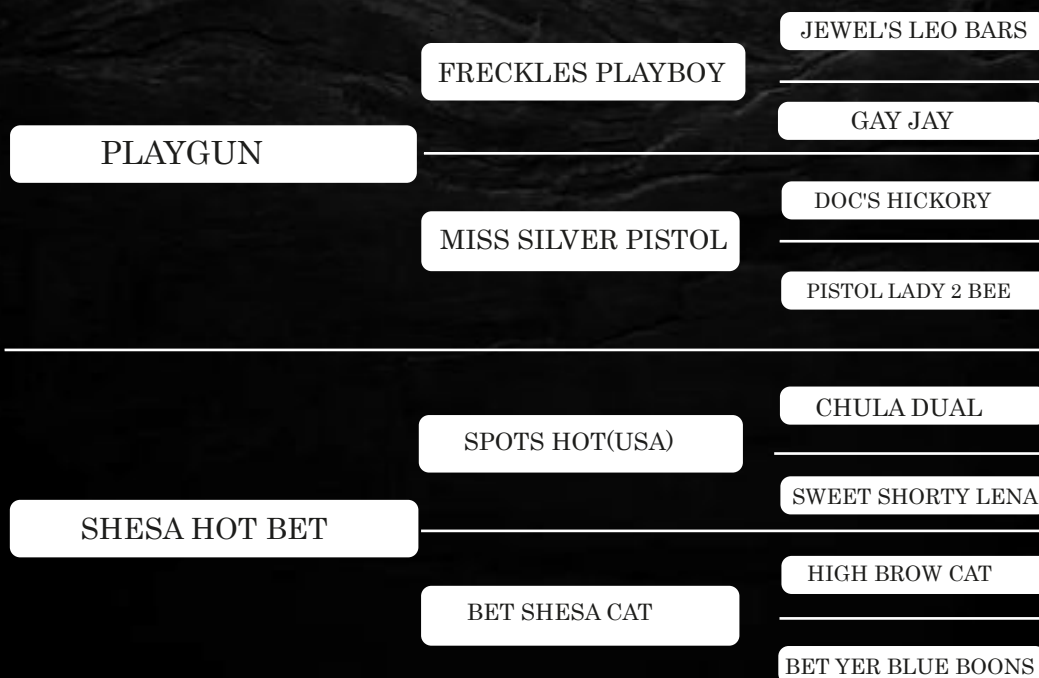 JEWEL'S LEO BARS
FRECKLES PLAYBOY
GAY JAY
PLAYGUN
DOC'S HICKORY
MISS SILVER PISTOL
PISTOL LADY 2 BEE
CHULA DUAL
SPOTS HOT(USA)
SWEET SHORTY LENA
SHESA HOT BET
HIGH BROW CAT
BET SHESA CAT
BET YER BLUE BOONS